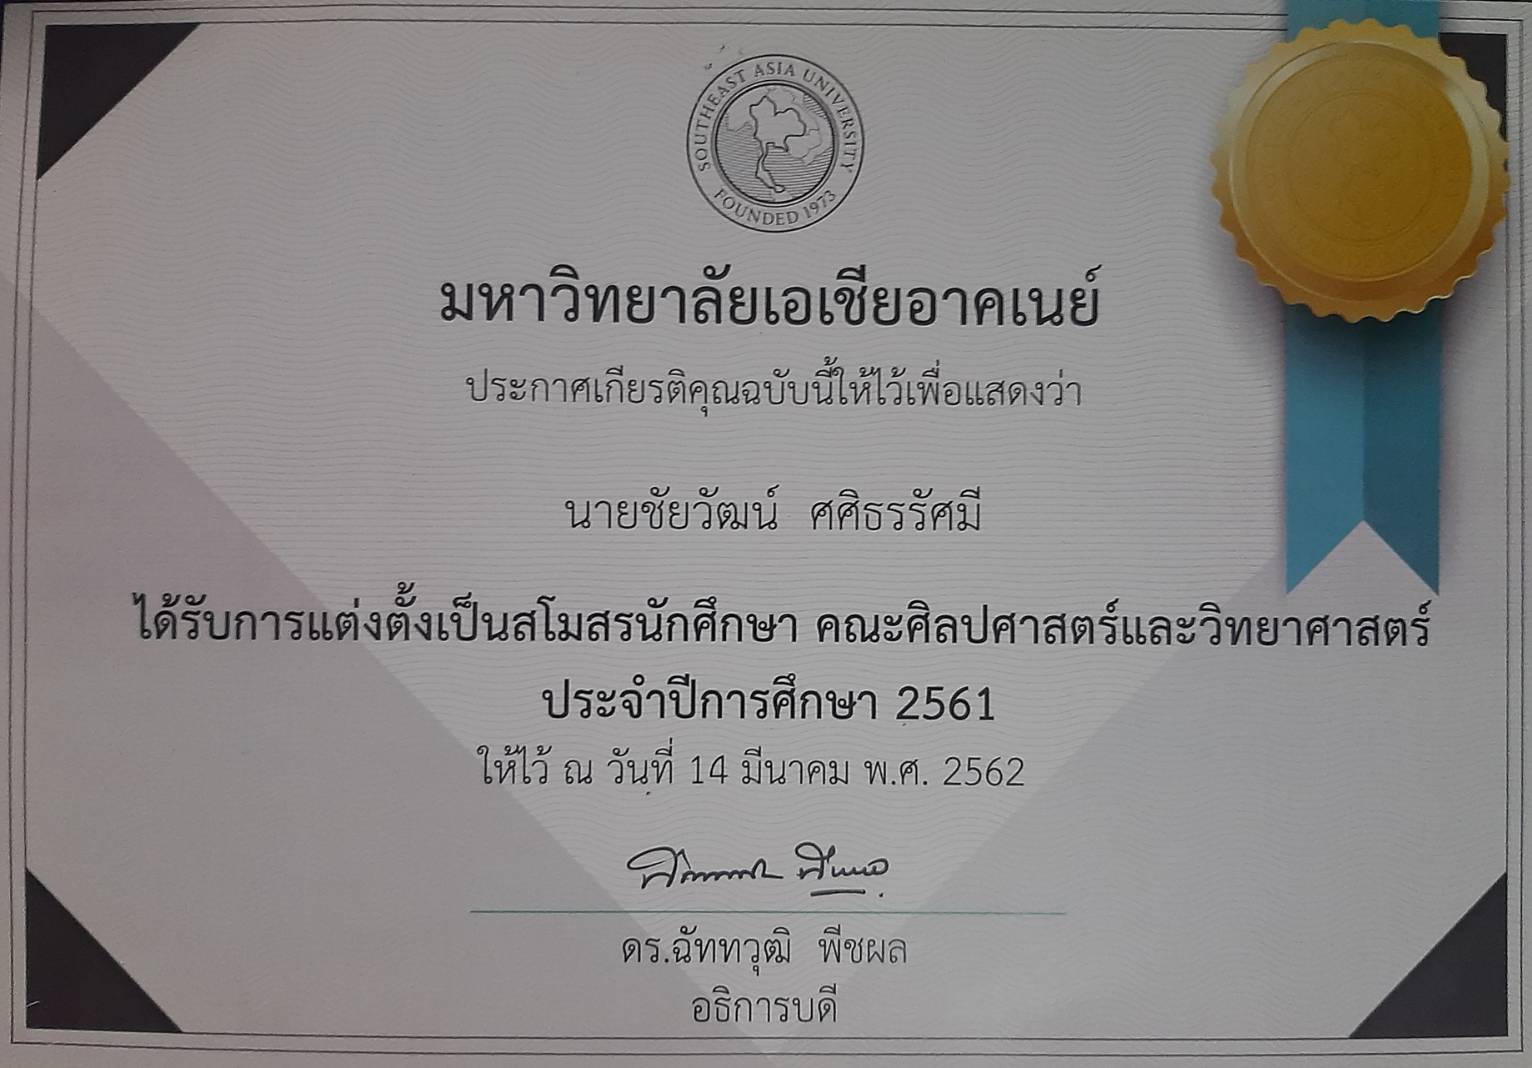 SOUTHEAST ASIA UNIVERSITY
FOUNDED 1973
มหาวิทยาลัยเอเชียอาคเนย์
ประกาศเกียรติคุณฉบับนี้ให้ไว้เพื่อแสดงว่า
นายชัยวัฒน์ ศศิธรรัศมี
ได้รับการแต่งตั้งเป็นสโมสรนักศึกษา คณะศิลปศาสตร์และวิทยาศาสตร์
ประจำปีการศึกษา 2561
ให้ไว้ ณ วันที่ 14 มีนาคม พ.ศ. 2562
ดร.ฉัททวุฒิ พีชผล
อธิการบดี